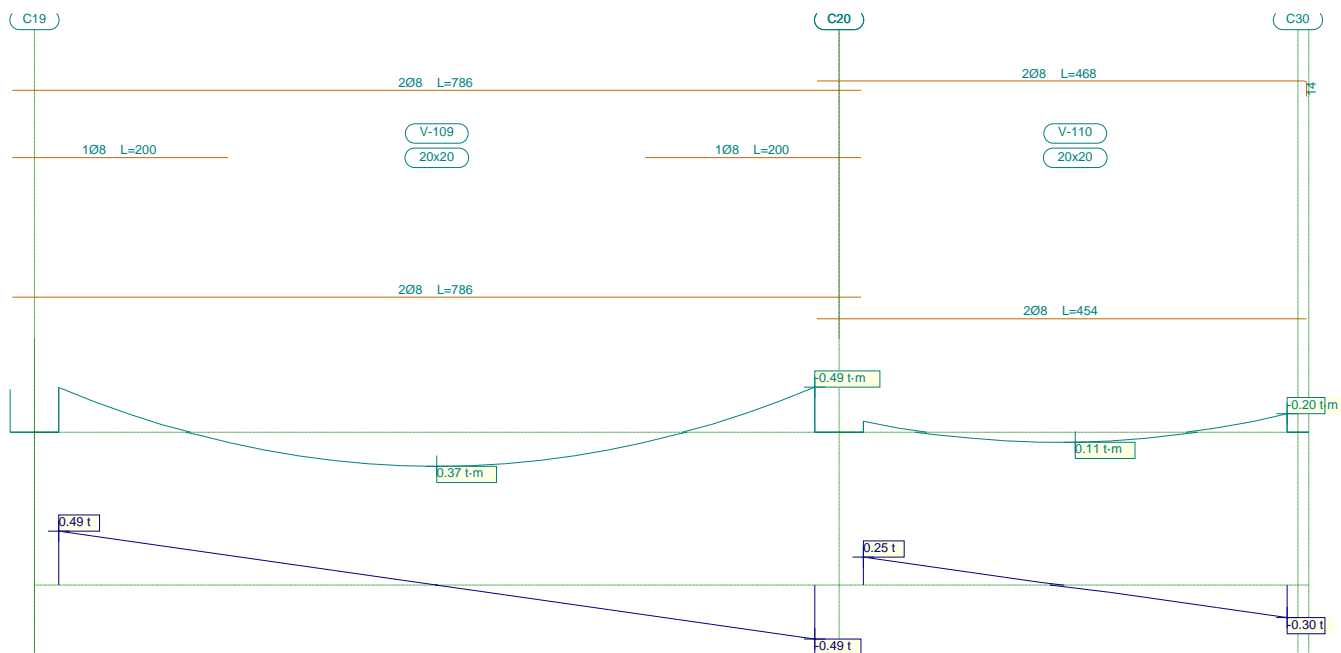 C19
C20
C30
2Ø8 L=468
2Ø8 L=786
14
V-109
V-110
1Ø8 L=200
20x20
1Ø8 L=200
20x20
2Ø8 L=786
2Ø8 L=454
-0.49 t·m
-0.20 t·m
0.37 t·m
0.11 t·m
0.49 t
0.25 t
-0.30 t
-0.49 t